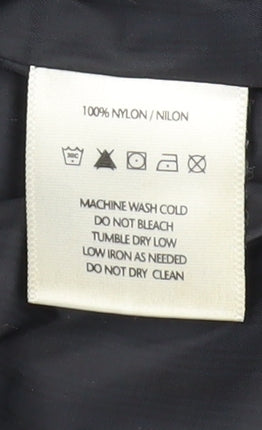 100% NYLON / NILON
30C
MACHINE WASH COLD
DO NOT BLEACH
TUMBLE DRY LOW
LOW IRON AS NEEDED
DO NOT DRY CLEAN